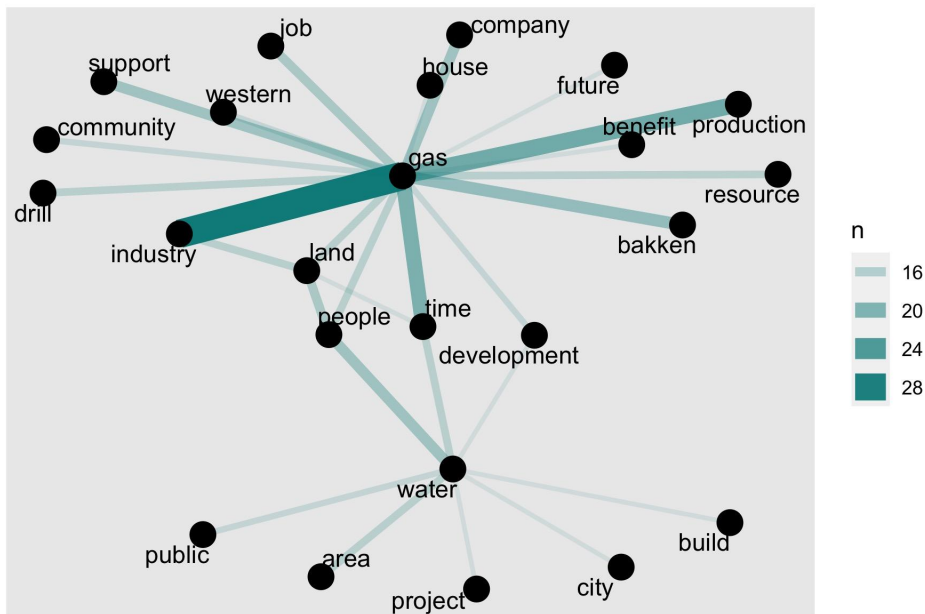 job
company
support
house
western
future
community
benefit
production
gas
drill
resource
industry
land
bakken
people
time
development
water
public
area
project
city
build
n
16
20
24
28